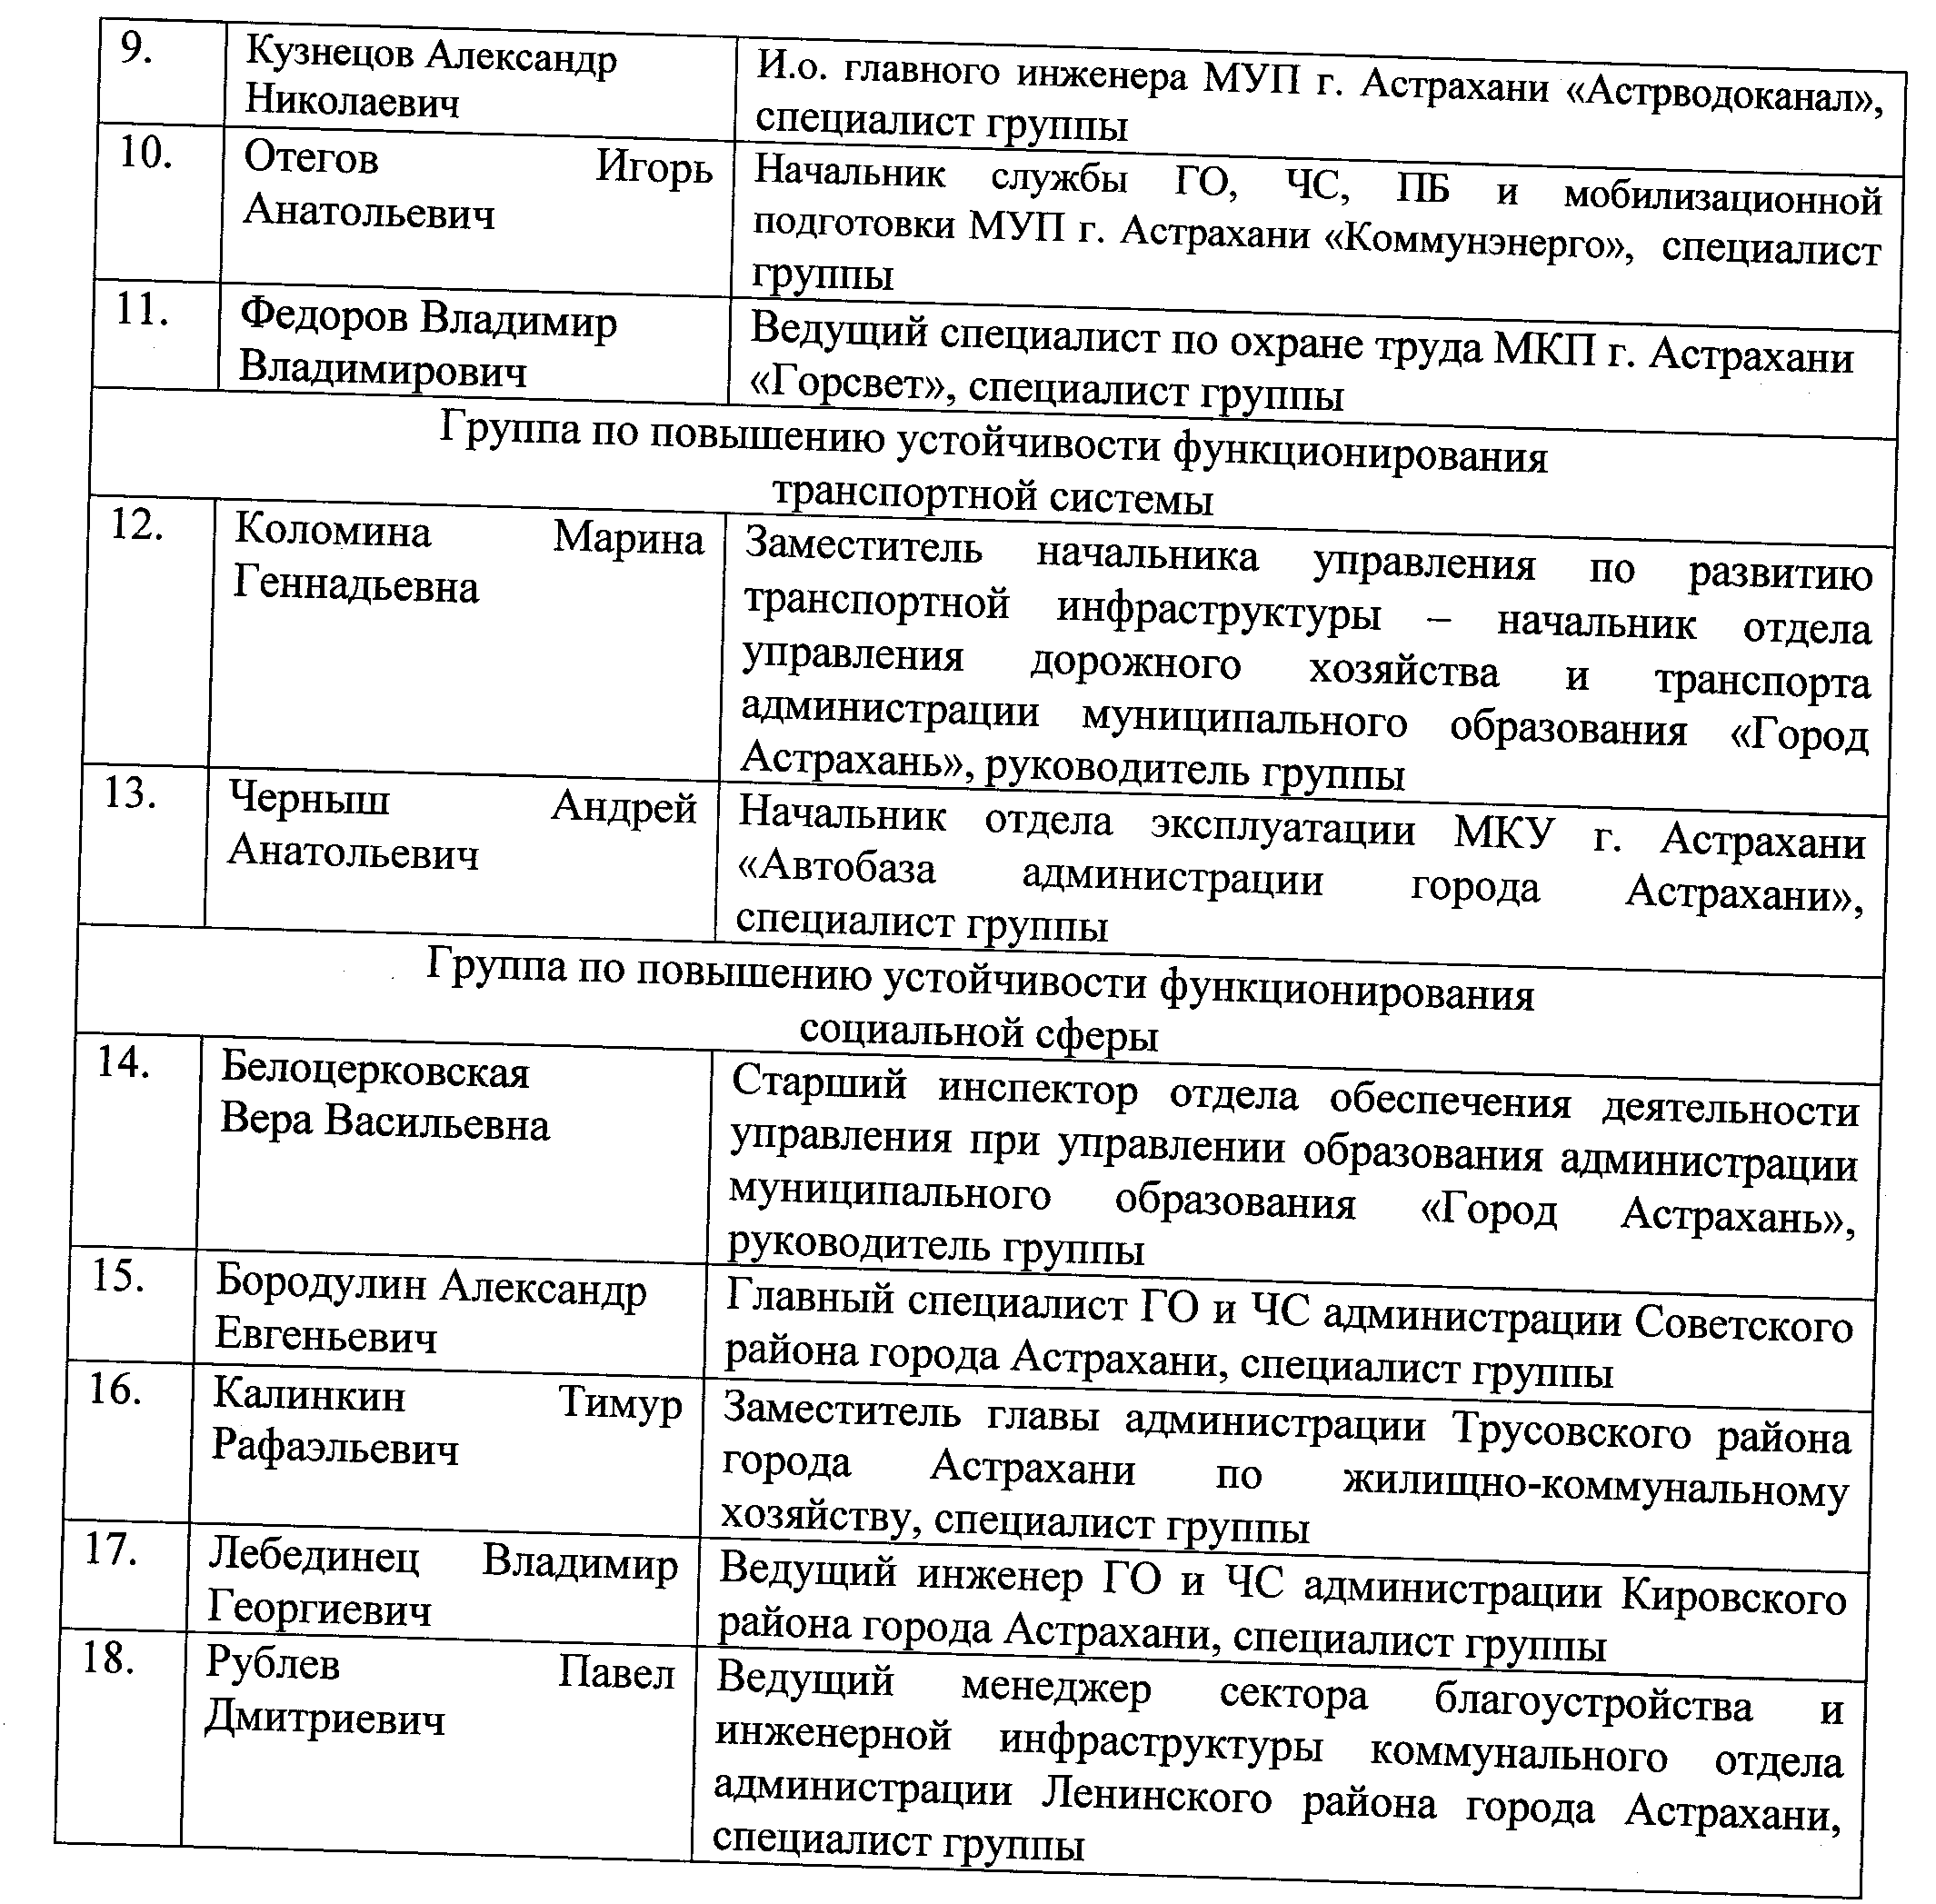 9. Кузнецов Александр Николаевич И.о. главного инженера МУП г. Астрахани «Астрводоканал»,
специалист группы
10. Отегов Игорь Анатольевич Начальник службы ГО, ЧС, ПБ и мобилизационной
подготовки МУП г. Астрахани «Коммунэнерго», специалист
группы
11. Федоров Владимир Владимирович Ведущий специалист по охране труда МКП г. Астрахани
«Горсвет», специалист группы
Группа по повышению устойчивости функционирования
транспортной системы
12. Коломина Марина Геннадьевна Заместитель начальника управления по развитию
транспортной инфраструктуры – начальник отдела
управления дорожного хозяйства и транспорта
администрации муниципального образования «Город
Астрахань», руководитель группы
13. Черныш Андрей Анатольевич Начальник отдела эксплуатации МКУ г. Астрахани
«Автобаза администрации города Астрахани»,
специалист группы
Группа по повышению устойчивости функционирования
социальной сферы
14. Белоцерковская Вера Васильевна Старший инспектор отдела обеспечения деятельности
управления при управлении образования администрации
муниципального образования «Город Астрахань»,
руководитель группы
15. Бородулин Александр Евгеньевич Главный специалист ГО и ЧС администрации Советского
района города Астрахани, специалист группы
16. Калинкин Тимур Рафаэльевич Заместитель главы администрации Трусовского района
города Астрахани по жилищно-коммунальному
хозяйству, специалист группы
17. Лебединец Владимир Георгиевич Ведущий инженер ГО и ЧС администрации Кировского
района города Астрахани, специалист группы
18. Рублев Павел Дмитриевич Ведущий менеджер сектора благоустройства и
инженерной инфраструктуры коммунального отдела
администрации Ленинского района города Астрахани,
специалист группы